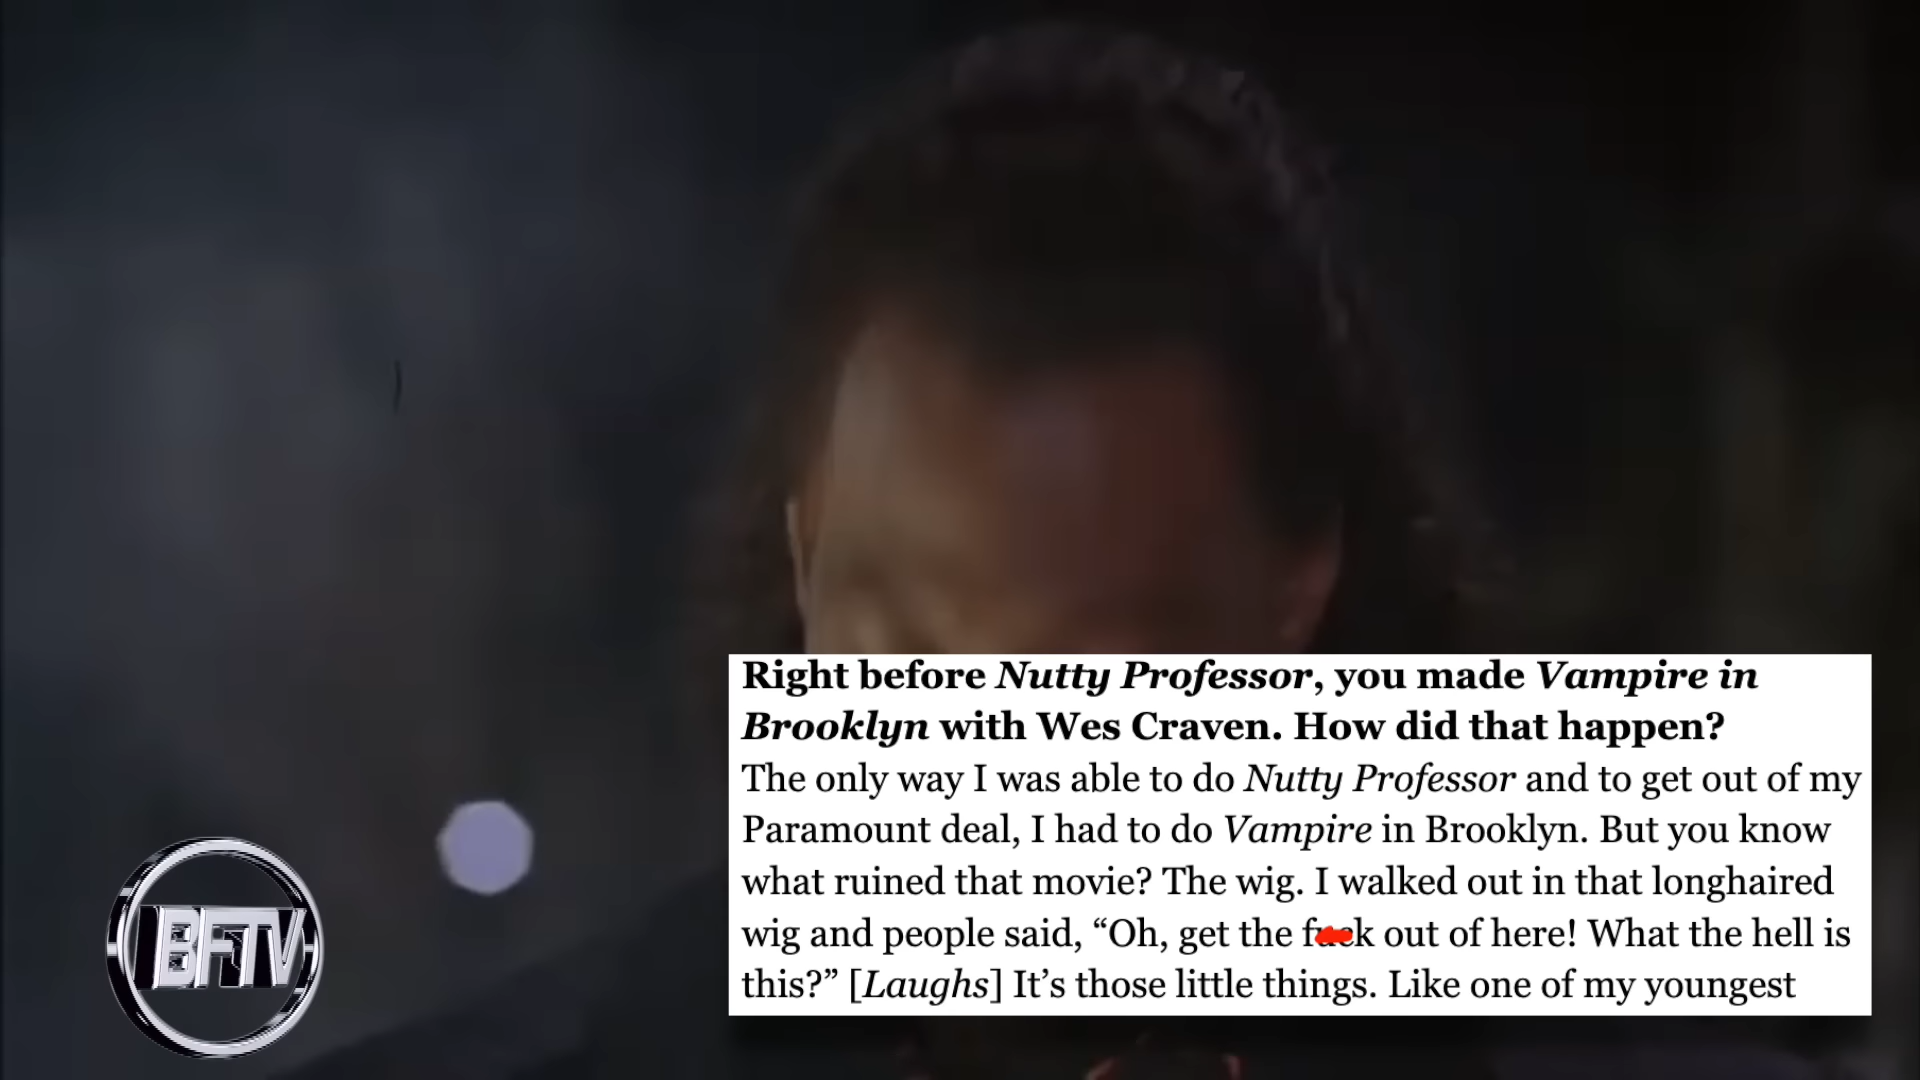 Right before Nutty Professor, you made Vampire in
Brooklyn with Wes Craven. How did that happen?
The only way I was able to do Nutty Professor and to get out of my
Paramount deal, I had to do Vampire in Brooklyn. But you know
what ruined that movie? The wig. I walked out in that longhaired
wig and people said, “Oh, get the f k out of here! What the hell is
this?” [Laughs] It’s those little things. Like one of my youngest
BFTV